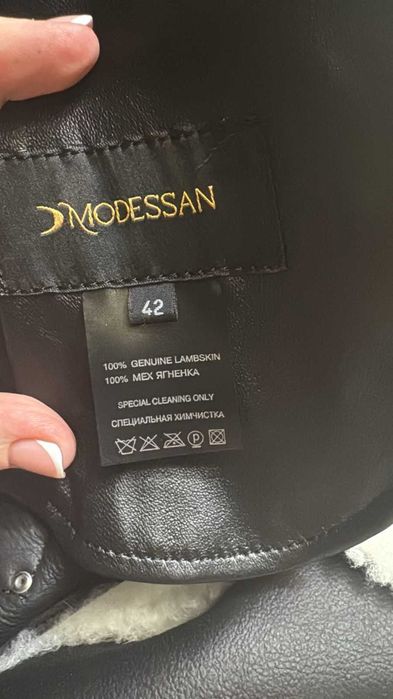 MODESSAN
42
100% GENUINE LAMBSKIN
100% МЕХ ЯГНЕНКА
SPECIAL CLEANING ONLY
СПЕЦИАЛЬНАЯ ХИМЧИСТКА
P